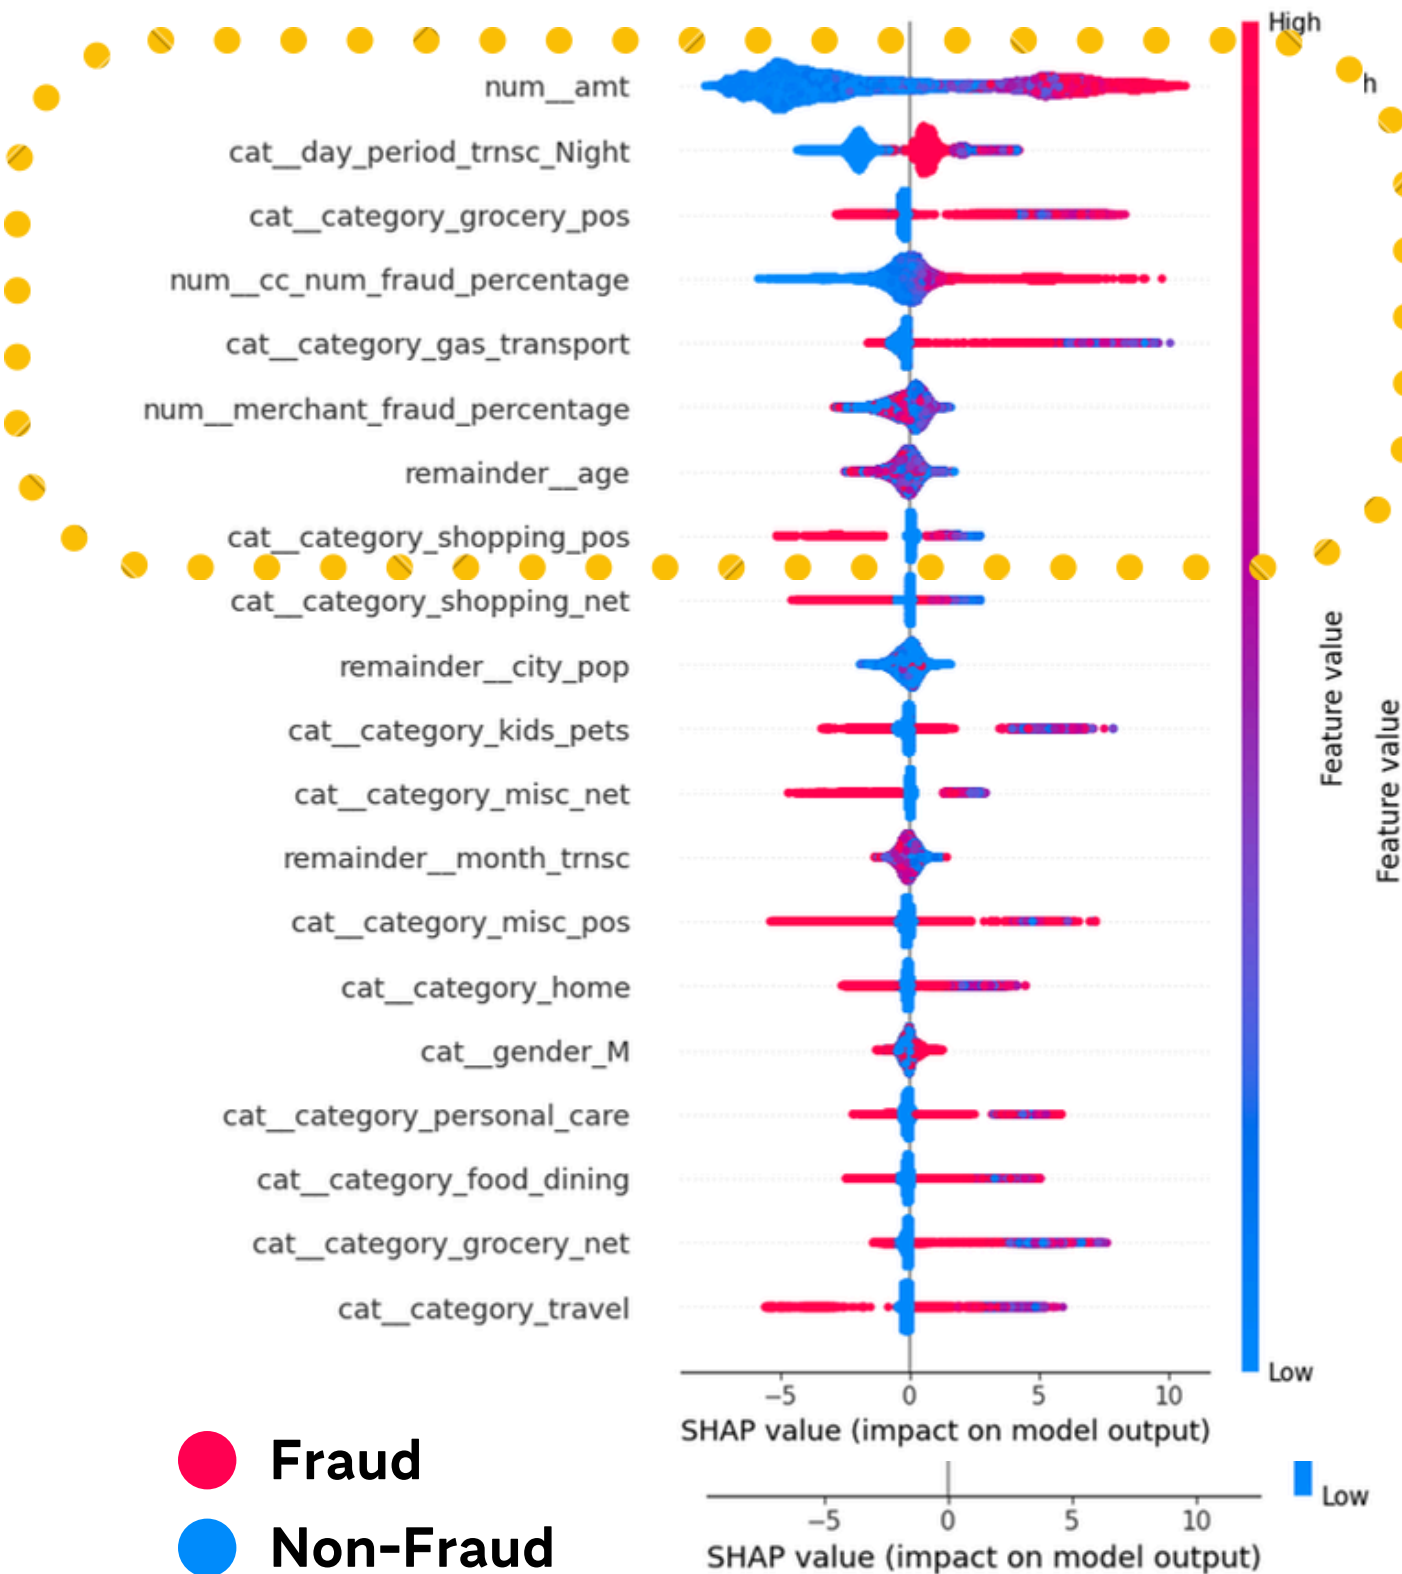 High
h
num__amt
cat__day_period_trnsc_Night
cat__category_grocery_pos
num__cc_num_fraud_percentage
cat__category_gas_transport
num__merchant_fraud_percentage
remainder__age
cat__category_shopping_pos
cat__category_shopping_net
remainder__city_pop
cat__category_kids_pets
cat__category_misc_net
remainder__month_trnsc
cat__category_misc_pos
cat__category_home
cat__gender_M
cat__category_personal_care
cat__category_food_dining
cat__category_grocery_net
cat__category_travel
Feature value
Feature value
Low
−5 0 5 10
SHAP value (impact on model output)
Fraud
Non-Fraud
Low
−5 0 5 10
SHAP value (impact on model output)